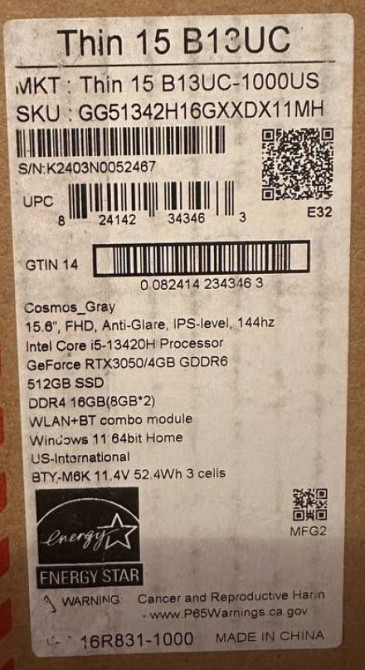 Thin 15 B13UC
MKT : Thin 15 B13UC-1000US
SKU : GG51342H16GXXDX11MH
S/N:K2403N0052467
E32
UPC
8 24142 34346 3
GTIN 14
0 082414 234346 3
Cosmos_Gray
15.6", FHD, Anti-Glare, IPS-level, 144hz
Intel Core i5-13420H Processor
GeForce RTX3050/4GB GDDR6
512GB SSD
DDR4 16GB(8GB*2)
WLAN+BT combo module
Windows 11 64bit Home
US-International
BTY-M6K 11.4V 52.4Wh 3 cells
energy
ENERGY STAR
MFG2
WARNING: Cancer and Reproductive Harm
- www.P65Warnings.ca.gov
16R831-1000 MADE IN CHINA